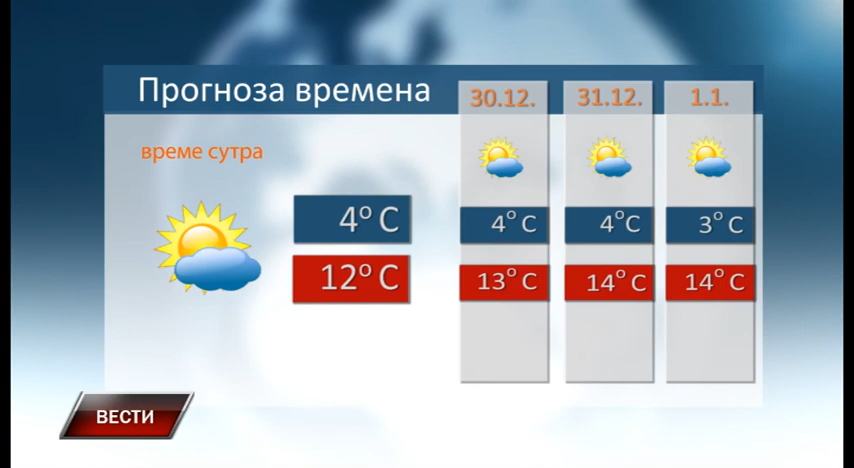 Прогноза времена
време сутра
4° C
12° C
30.12.
31.12.
1.1.
4° C
4°C
3° C
13° C
14° C
14° C
ВЕСТИ